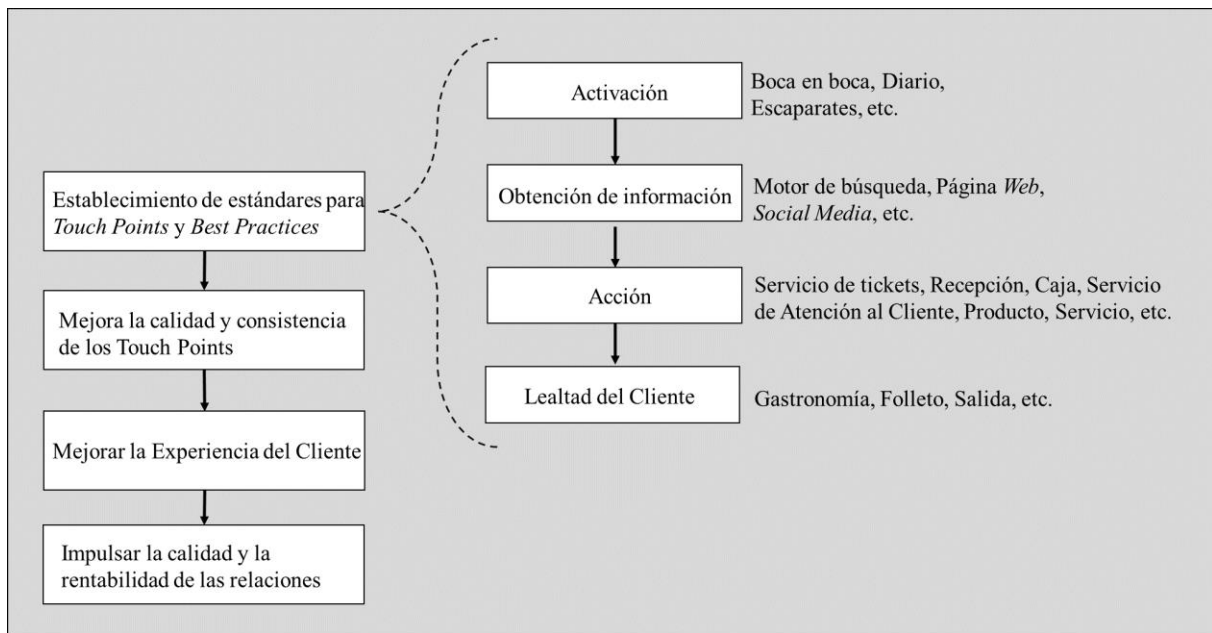 Establecimiento de estándares para
Touch Points y Best Practices
Mejora la calidad y consistencia
de los Touch Points
Mejorar la Experiencia del Cliente
Impulsar la calidad y la
rentabilidad de las relaciones
Activación
Boca en boca, Diario,
Escaparates, etc.
Obtención de información
Motor de búsqueda, Página Web,
Social Media, etc.
Acción
Servicio de tickets, Recepción, Caja, Servicio
de Atención al Cliente, Producto, Servicio, etc.
Lealtad del Cliente
Gastronomía, Folleto, Salida, etc.